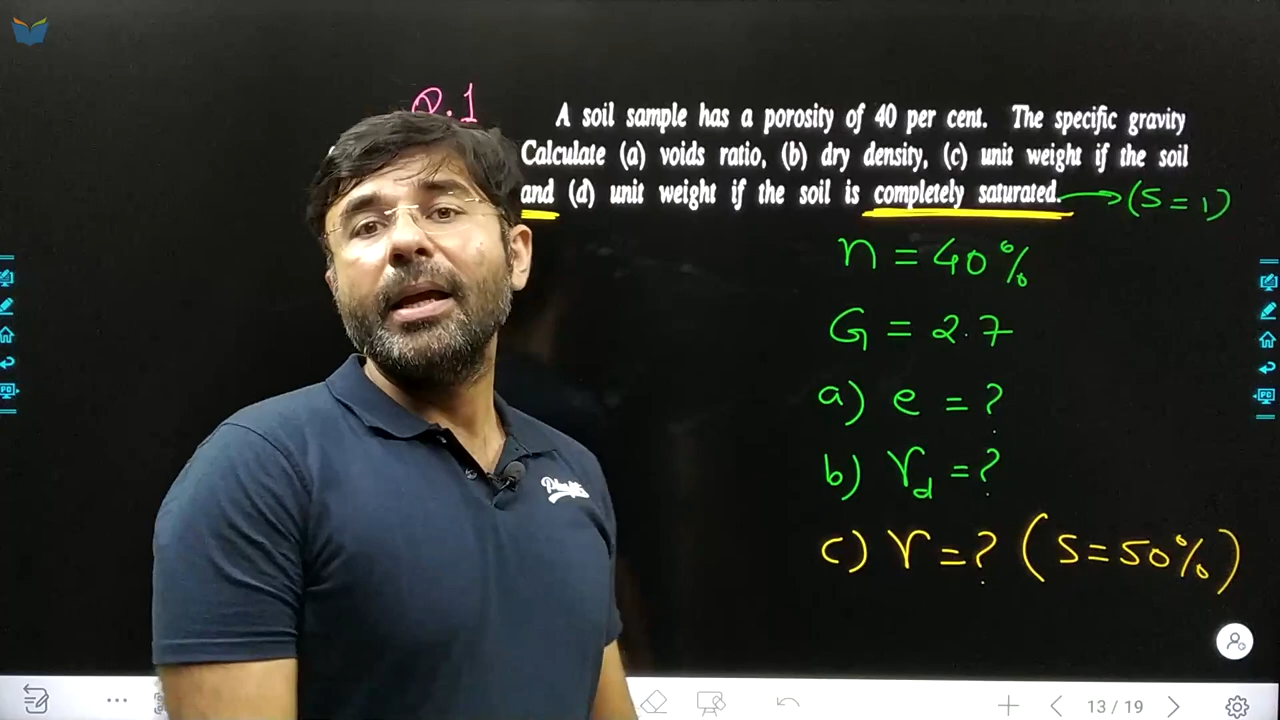 Q.1
A soil sample has a porosity of 40 per cent. The specific gravity
Calculate (a) voids ratio, (b) dry density, (c) unit weight if the soil
and (d) unit weight if the soil is completely saturated. → (S = 1)
n = 40%
G = 2.7
a) e = ?
b) γd = ?
c) γ = ? (S = 50%)
13 / 19